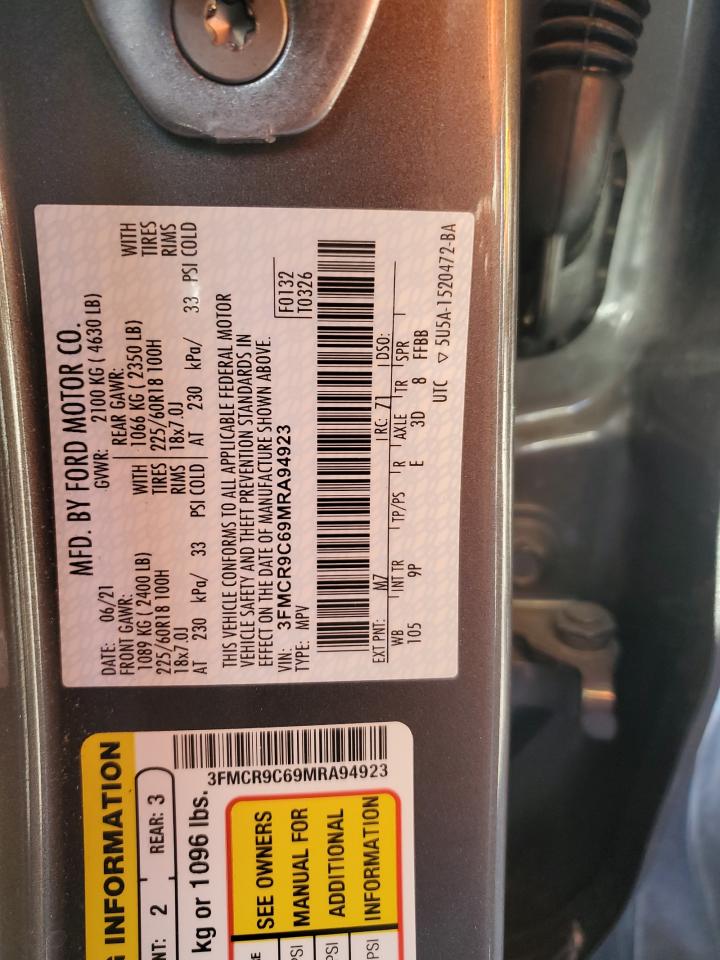 MFD. BY FORD MOTOR CO.
DATE: 06/21 GVWR: 2100 KG ( 4630 LB)
FRONT GAWR: REAR GAWR:
1089 KG ( 2400 LB) WITH 1066 KG ( 2350 LB) WITH
225/60R18 100H TIRES 225/60R18 100H TIRES
18x7.0J RIMS 18x7.0J RIMS
AT 230 kPa/ 33 PSI COLD AT 230 kPa/ 33 PSI COLD
THIS VEHICLE CONFORMS TO ALL APPLICABLE FEDERAL MOTOR
VEHICLE SAFETY AND THEFT PREVENTION STANDARDS IN
EFFECT ON THE DATE OF MANUFACTURE SHOWN ABOVE.
VIN: 3FMCR9C69MRA94923
TYPE: MPV
F0132
T0326
EXT PNT: M7 RC: 71 DSO:
WB INT TR TP/PS R AXLE TR SPR
105 9P E 3D 8 FFBB
UTC ▽ 5U5A-1520472-BA
G INFORMATION
NT: 2 REAR: 3
3FMCR9C69MRA94923
kg or 1096 lbs.
SEE OWNERS
MANUAL FOR
ADDITIONAL
INFORMATION
RE
PSI
PSI
PSI